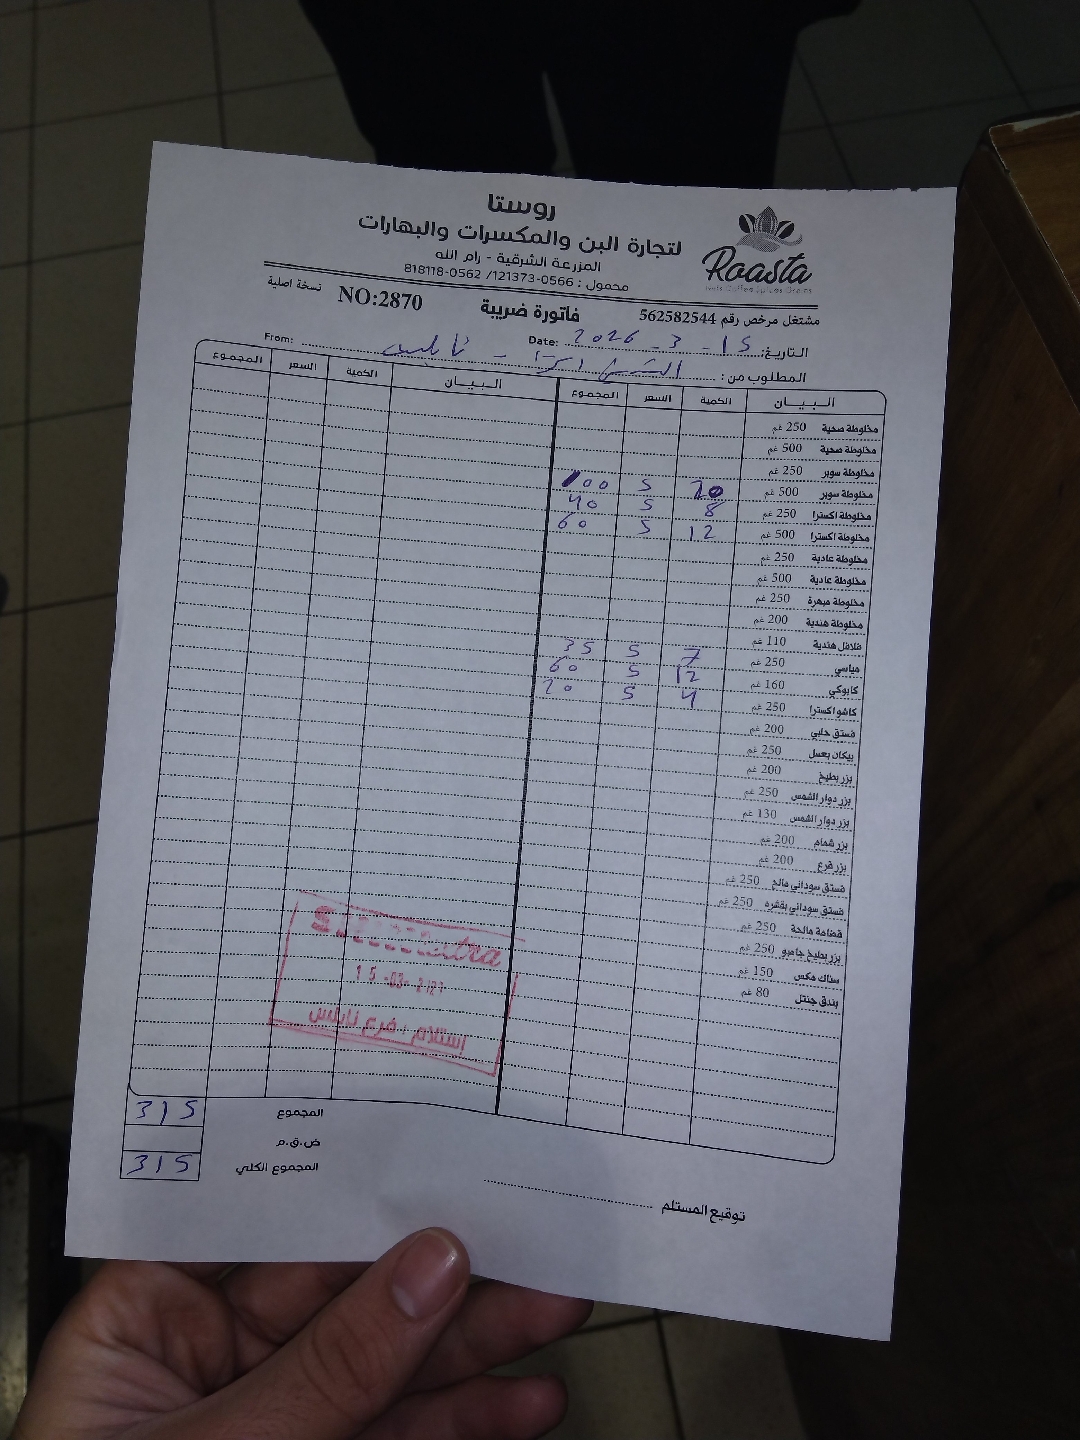 روستا
لتجارة البن والمكسرات والبهارات
المزرعة الشرقية - رام الله
محمول : 0566-121373/ 0562-818118
Roasta
مشتغل مرخص رقم 562582544 فاتورة ضريبة NO:2870 نسخة اصلية
التاريخ: 15 - 3 - 2026 Date:
المطلوب من: نابلس From:
البــيــان الكمية السعر المجموع البــيــان الكمية السعر المجموع
مخلوطة صحية 250 غم
مخلوطة صحية 500 غم
مخلوطة سوبر 250 غم
مخلوطة سوبر 500 غم 20 5 100
مخلوطة اكسترا 250 غم 8 5 40
مخلوطة اكسترا 500 غم 12 5 60
مخلوطة عادية 250 غم
مخلوطة عادية 500 غم
مخلوطة مبهرة 250 غم
مخلوطة هندية 200 غم
فلافل هندية 110 غم 7 5 35
مياسي 250 غم 12 5 60
كابوكي 160 غم 4 5 20
كاشو اكسترا 250 غم
فستق حلبي 200 غم
بيكان بعسل 250 غم
بزر بطيخ 200 غم
بزر دوار الشمس 250 غم
بزر دوار الشمس 130 غم
بزر شمام 200 غم
بزر قرع 200 غم
فستق سوداني مالح 250 غم
فستق سوداني بقشره 250 غم
قضامة مالحة 250 غم
بزر بطيخ جامبو 250 غم
سناك مكس 150 غم
بندق جنتل 80 غم
إستلام : فرع نابلس
المجموع 315
ض.ق.م
المجموع الكلي 315
توقيع المستلم